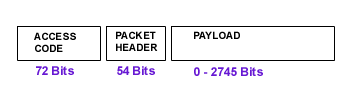 ACCESS
CODE
PACKET
HEADER
PAYLOAD
72 Bits
54 Bits
0 - 2745 Bits